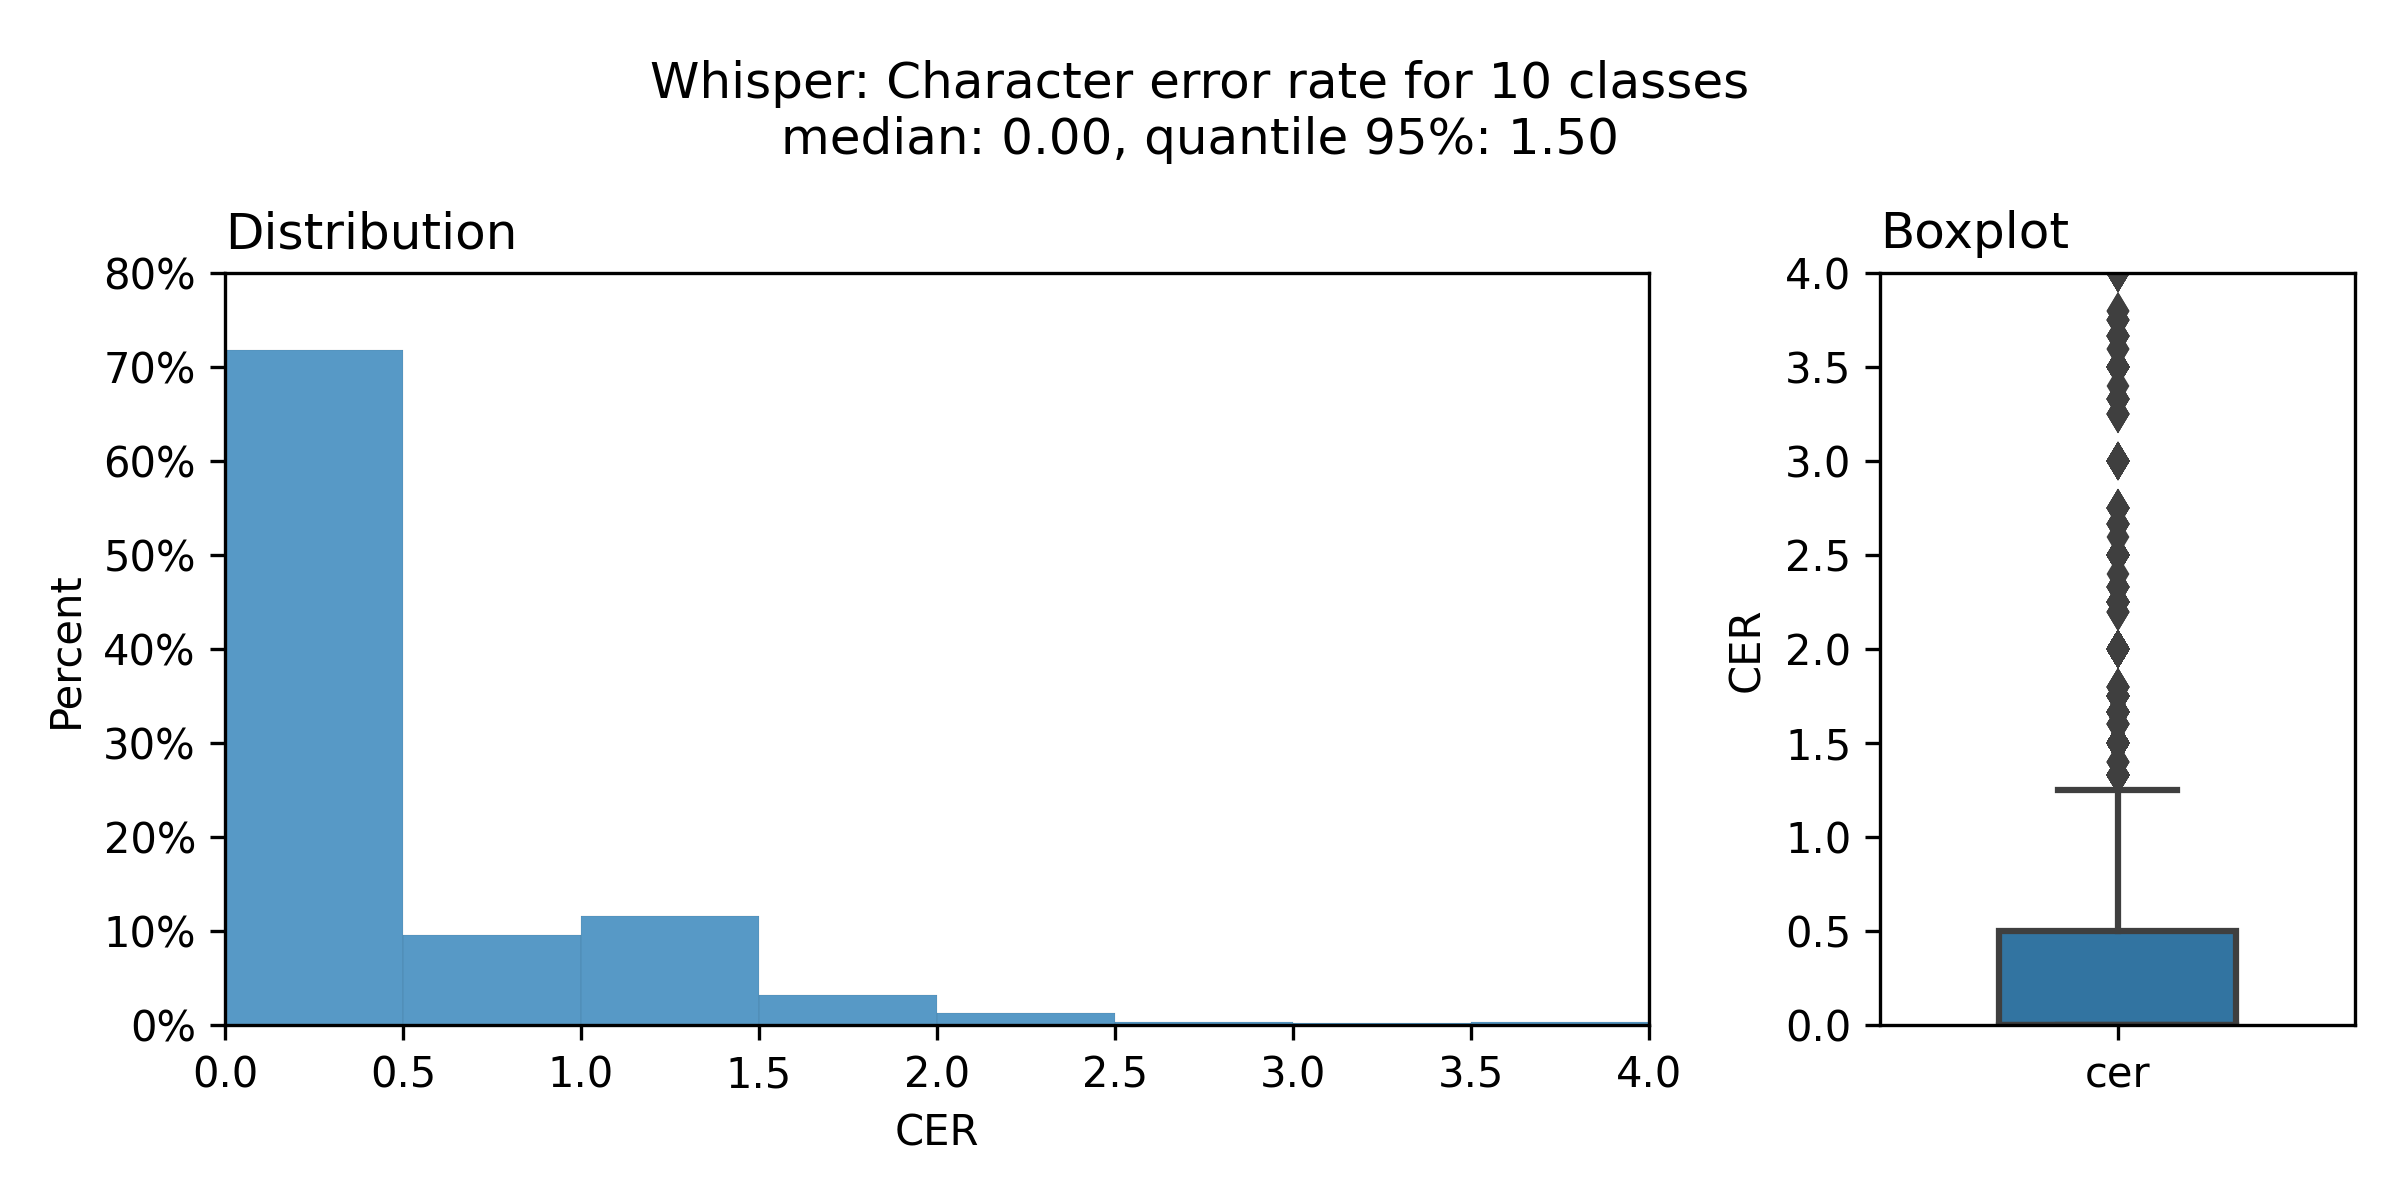 Whisper: Character error rate for 10 classes
median: 0.00, quantile 95%: 1.50
Distribution
80%
70%
60%
50%
40%
30%
20%
10%
0%
Percent
0.0 0.5 1.0 1.5 2.0 2.5 3.0 3.5 4.0
CER
Boxplot
4.0
3.5
3.0
2.5
2.0
1.5
1.0
0.5
0.0
CER
cer